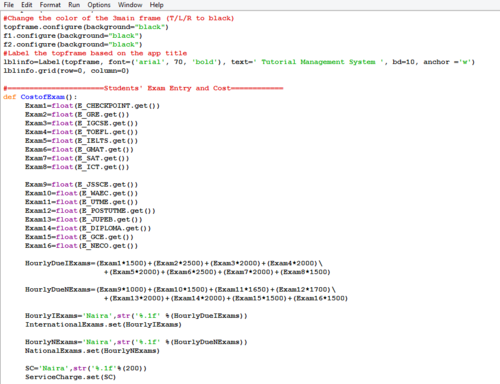 File Edit Format Run Options Window Help
#Change the color of the 3main frame (T/L/R to black)
topframe.configure(background="black")
f1.configure(background="black")
f2.configure(background="black")
#Label the topframe based on the app title
lblinfo=Label(topframe, font=('arial', 70, 'bold'), text=' Tutorial Management System ', bd=10, anchor ='w')
lblinfo.grid(row=0, column=0)
#=======================Students' Exam Entry and Cost=============
def CostofExam():
Exam1=float(E_CHECKPOINT.get())
Exam2=float(E_GRE.get())
Exam3=float(E_IGCSE.get())
Exam4=float(E_TOEFL.get())
Exam5=float(E_IELTS.get())
Exam6=float(E_GMAT.get())
Exam7=float(E_SAT.get())
Exam8=float(E_ICT.get())
Exam9=float(E_JSSCE.get())
Exam10=float(E_WAEC.get())
Exam11=float(E_UTME.get())
Exam12=float(E_POSTUTME.get())
Exam13=float(E_JUPEB.get())
Exam14=float(E_DIPLOMA.get())
Exam15=float(E_GCE.get())
Exam16=float(E_NECO.get())
HourlyDueIExams=(Exam1*1500)+(Exam2*2500)+(Exam3*2000)+(Exam4*2000)\
+(Exam5*2000)+(Exam6*2500)+(Exam7*2000)+(Exam8*1500)
HourlyDueNExams=(Exam9*1000)+(Exam10*1500)+(Exam11*1650)+(Exam12*1700)\
+(Exam13*2000)+(Exam14*2000)+(Exam15*1500)+(Exam16*1500)
HourlyIExams='Naira',str('%.1f' %(HourlyDueIExams))
InternationalExams.set(HourlyIExams)
HourlyNExams='Naira',str('%.1f' %(HourlyDueNExams))
NationalExams.set(HourlyNExams)
SC='Naira',str('%.1f'%(200))
ServiceCharge.set(SC)